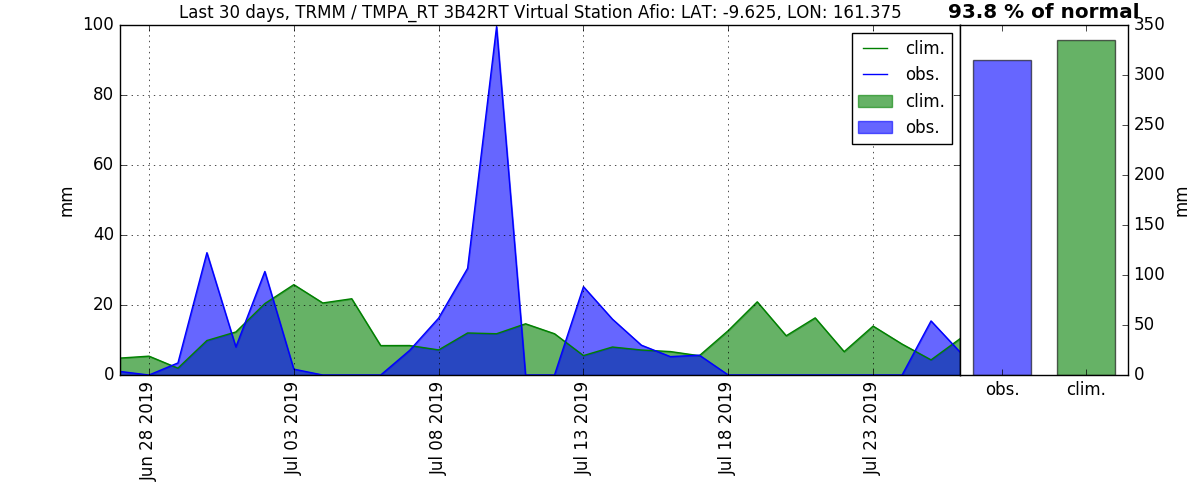 Last 30 days, TRMM / TMPA_RT 3B42RT Virtual Station Afio: LAT: -9.625, LON: 161.375
93.8 % of normal
100
80
60
40
20
0
mm
clim.
obs.
clim.
obs.
350
300
250
200
150
100
50
0
mm
Jun 28 2019
Jul 03 2019
Jul 08 2019
Jul 13 2019
Jul 18 2019
Jul 23 2019
obs.
clim.